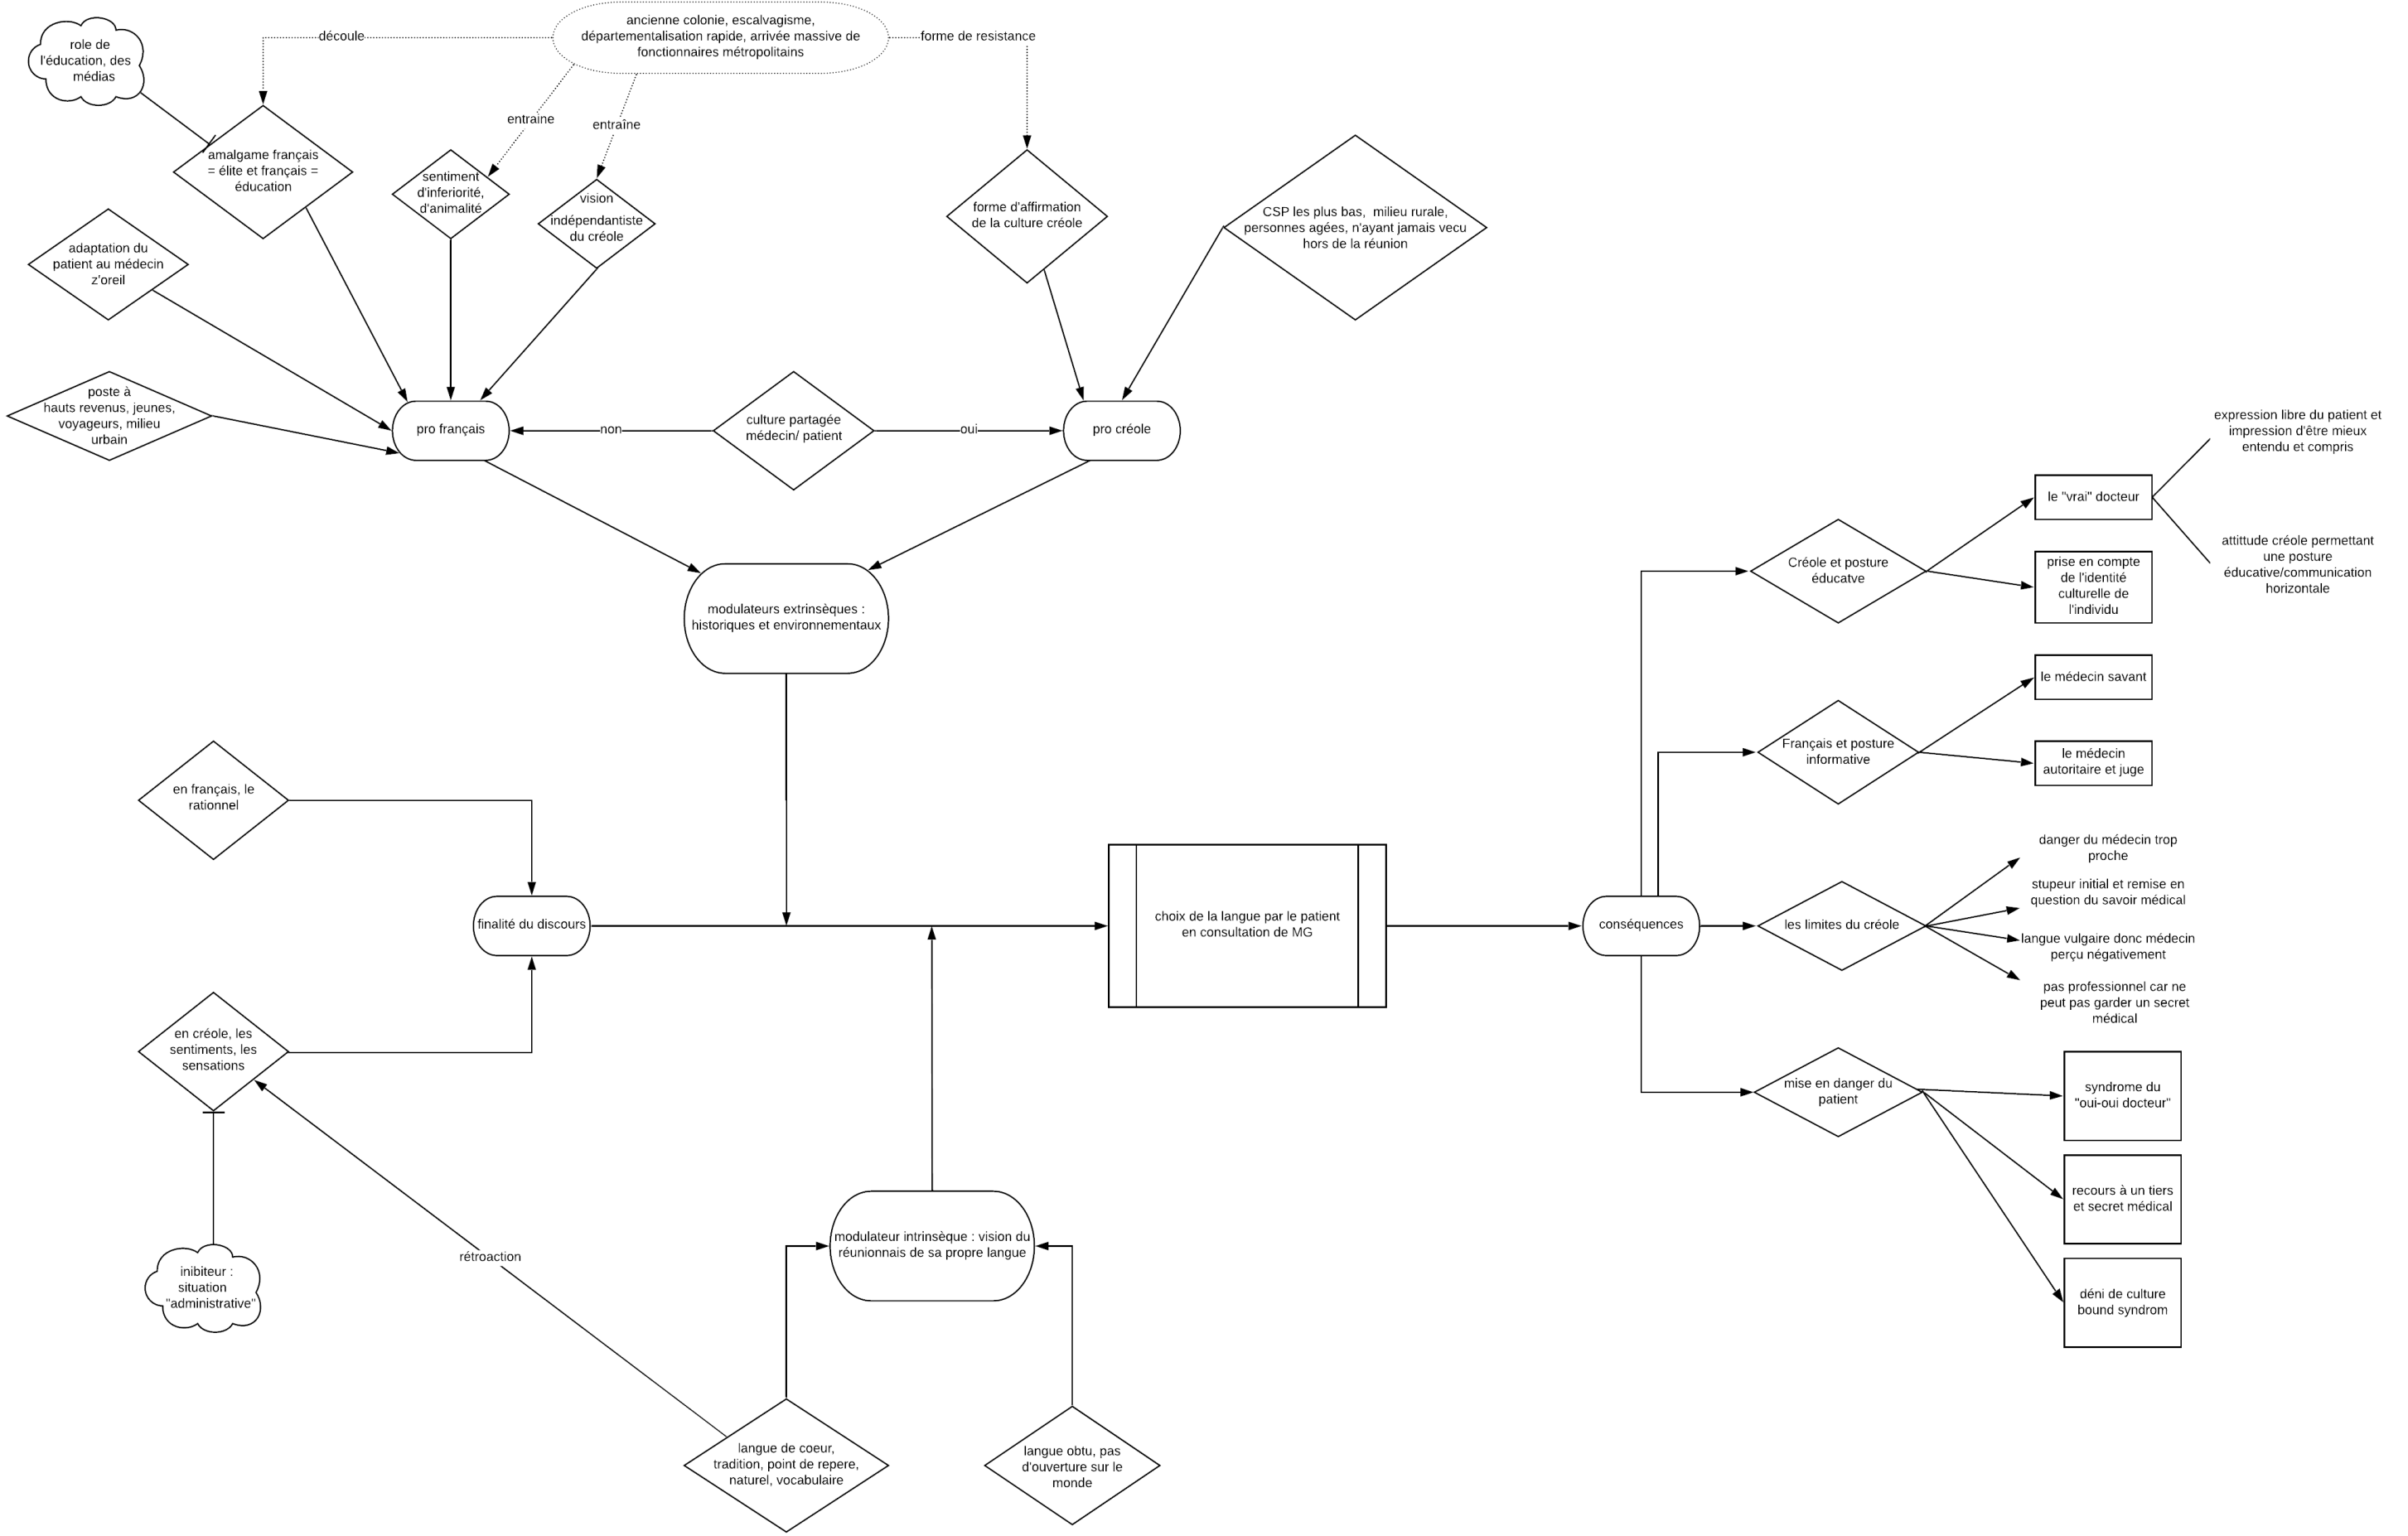 ancienne colonie, escalvagisme,
départementalisation rapide, arrivée massive de
fonctionnaires métropolitains
découle
forme de resistance
role de
l'éducation, des
médias
entraine
entraîne
amalgame français
= élite et français =
éducation
sentiment
d'inferiorité,
d'animalité
vision
indépendantiste
du créole
forme d'affirmation
de la culture créole
CSP les plus bas, milieu rurale,
personnes agées, n'ayant jamais vecu
hors de la réunion
adaptation du
patient au médecin
z'oreil
poste à
hauts revenus, jeunes,
voyageurs, milieu
urbain
pro français
non
culture partagée
médecin/ patient
oui
pro créole
modulateurs extrinsèques :
historiques et environnementaux
en français, le
rationnel
finalité du discours
en créole, les
sentiments, les
sensations
inibiteur :
situation
"administrative"
rétroaction
modulateur intrinsèque : vision du
réunionnais de sa propre langue
langue de coeur,
tradition, point de repere,
naturel, vocabulaire
langue obtu, pas
d'ouverture sur le
monde
choix de la langue par le patient
en consultation de MG
conséquences
Créole et posture
éducatve
le "vrai" docteur
expression libre du patient et
impression d'être mieux
entendu et compris
attittude créole permettant
une posture
éducative/communication
horizontale
prise en compte
de l'identité
culturelle de
l'individu
Français et posture
informative
le médecin savant
le médecin
autoritaire et juge
les limites du créole
danger du médecin trop
proche
stupeur initial et remise en
question du savoir médical
langue vulgaire donc médecin
perçu négativement
pas professionnel car ne
peut pas garder un secret
médical
mise en danger du
patient
syndrome du
"oui-oui docteur"
recours à un tiers
et secret médical
déni de culture
bound syndrom